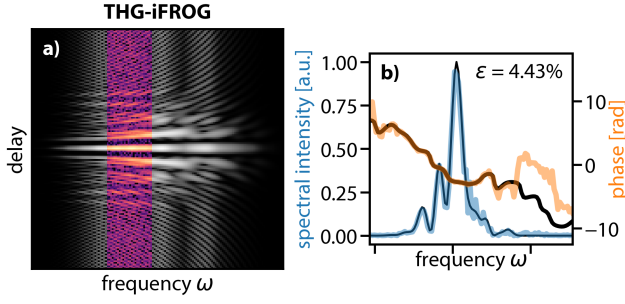 THG-iFROG
a)
delay
frequency ω
b)
ε = 4.43%
spectral intensity [a.u.]
1.00
0.75
0.50
0.25
0.00
10
0
−10
phase [rad]
frequency ω